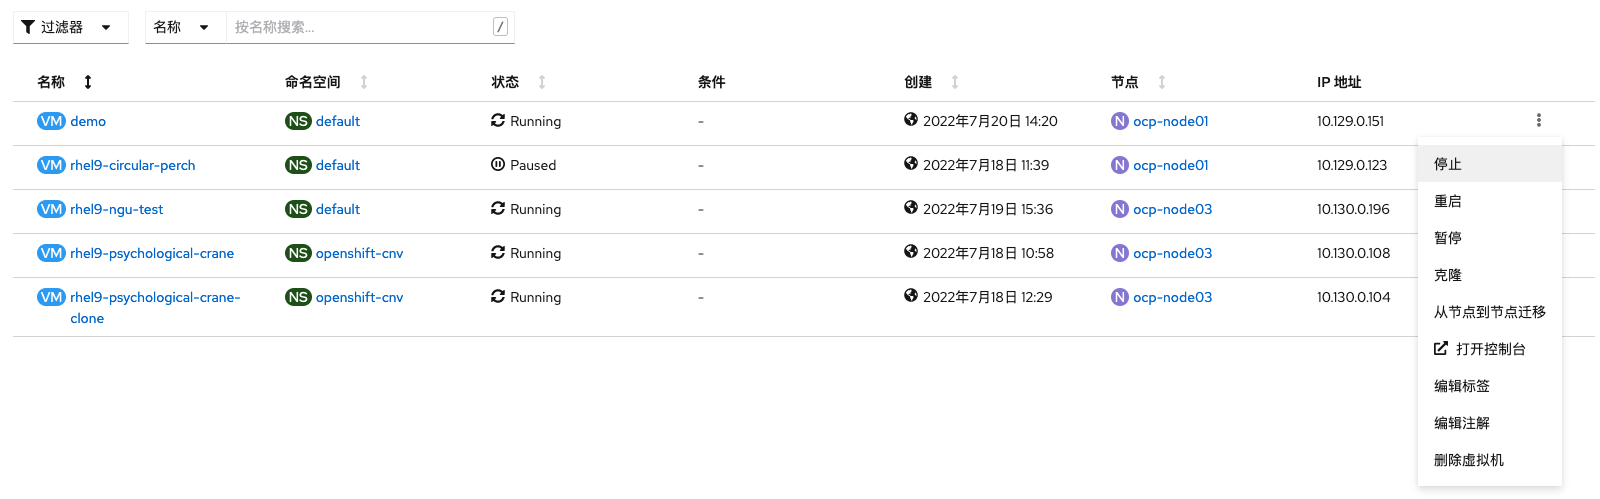 过滤器 名称 按名称搜索... /
名称 命名空间 状态 条件 创建 节点 IP 地址
VM demo NS default Running - 2022年7月20日 14:20 N ocp-node01 10.129.0.151
VM rhel9-circular-perch NS default Paused - 2022年7月18日 11:39 N ocp-node01 10.129.0.123
VM rhel9-ngu-test NS default Running - 2022年7月19日 15:36 N ocp-node03 10.130.0.196
VM rhel9-psychological-crane NS openshift-cnv Running - 2022年7月18日 10:58 N ocp-node03 10.130.0.108
VM rhel9-psychological-crane- NS openshift-cnv Running - 2022年7月18日 12:29 N ocp-node03 10.130.0.104
clone
停止
重启
暂停
克隆
从节点到节点迁移
打开控制台
编辑标签
编辑注解
删除虚拟机